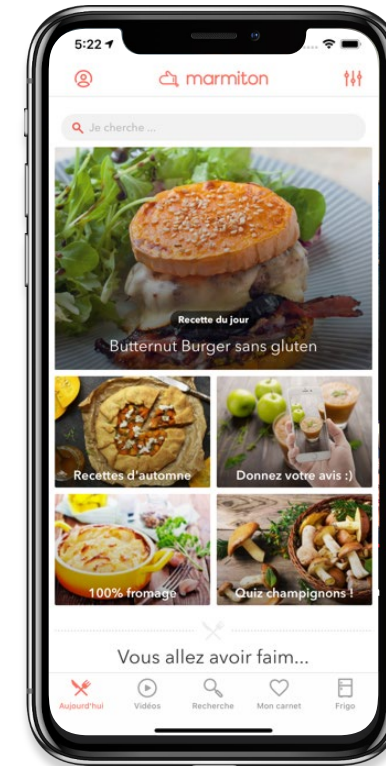 5:22
marmiton
Je cherche ...
Recette du jour
Butternut Burger sans gluten
Recettes d'automne
Donnez votre avis :)
100% fromage
Quiz champignons !
Vous allez avoir faim...
Aujourd'hui
Vidéos
Recherche
Mon carnet
Frigo